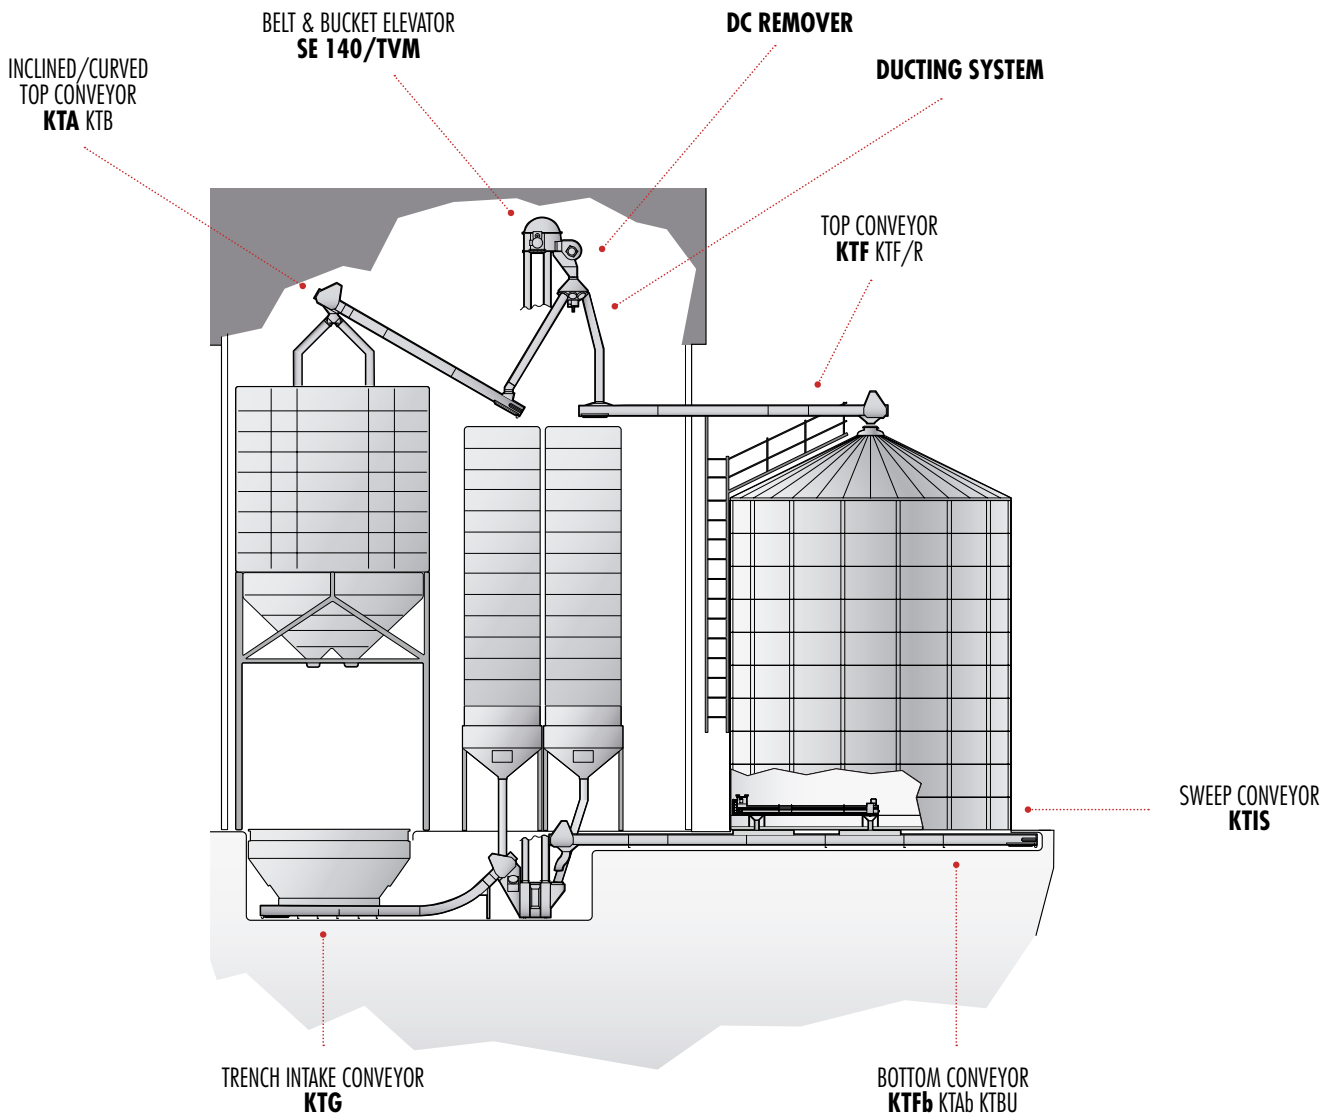 BELT & BUCKET ELEVATOR
SE 140/TVM
DC REMOVER
DUCTING SYSTEM
INCLINED/CURVED
TOP CONVEYOR
KTA KTB
TOP CONVEYOR
KTF KTF/R
SWEEP CONVEYOR
KTIS
TRENCH INTAKE CONVEYOR
KTG
BOTTOM CONVEYOR
KTFb KTAb KTBU